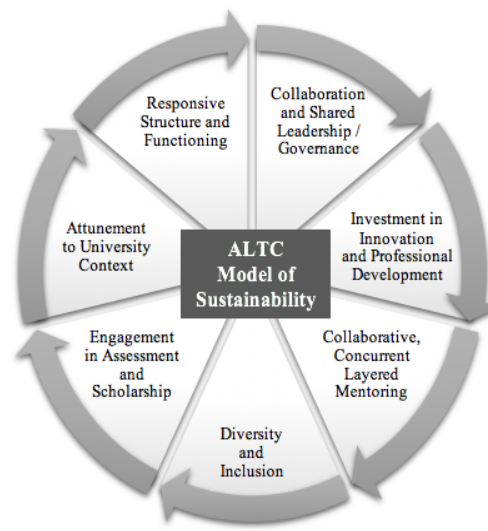 Responsive
Structure and
Functioning
Collaboration
and Shared
Leadership /
Governance
Investment in
Innovation
and Professional
Development
Collaborative,
Concurrent
Layered
Mentoring
Diversity
and
Inclusion
Engagement
in Assessment
and
Scholarship
Attunement
to University
Context
ALTC
Model of
Sustainability